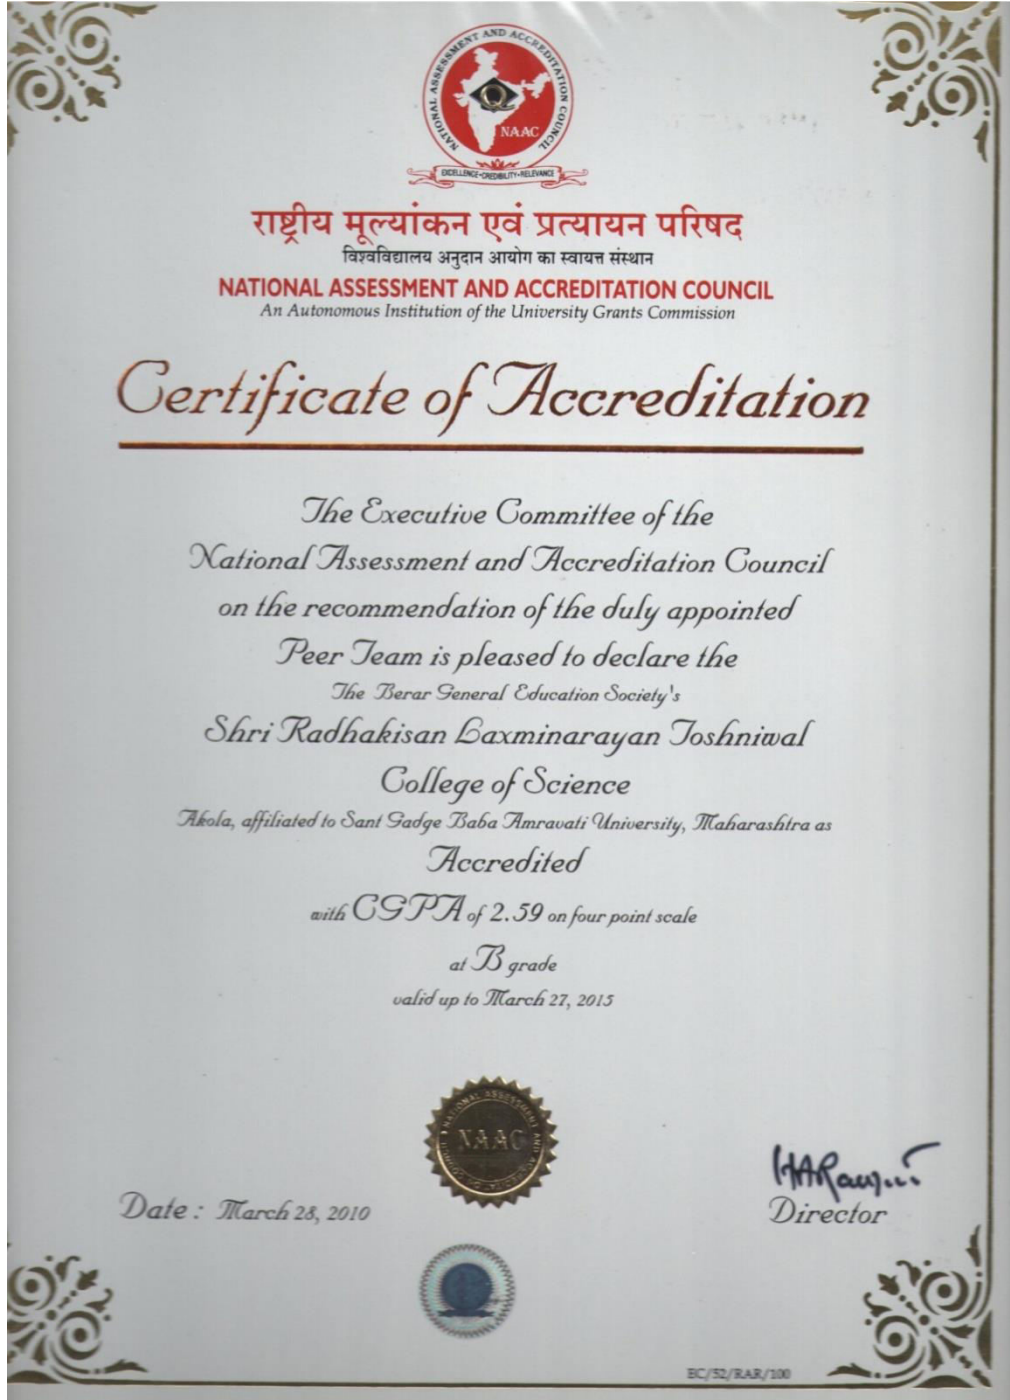 NATIONAL ASSESSMENT AND ACCREDITATION COUNCIL
NAAC
EXCELLENCE•CREDIBILITY•RELEVANCE
राष्ट्रीय मूल्यांकन एवं प्रत्यायन परिषद
विश्वविद्यालय अनुदान आयोग का स्वायत्त संस्थान
NATIONAL ASSESSMENT AND ACCREDITATION COUNCIL
An Autonomous Institution of the University Grants Commission
Certificate of Accreditation
The Executive Committee of the
National Assessment and Accreditation Council
on the recommendation of the duly appointed
Peer Team is pleased to declare the
The Berar General Education Society's
Shri Radhakisan Laxminarayan Toshniwal
College of Science
Akola, affiliated to Sant Gadge Baba Amravati University, Maharashtra as
Accredited
with CGPA of 2.59 on four point scale
at B grade
valid up to March 27, 2015
NATIONAL ASSESSMENT AND ACCREDITATION COUNCIL
NAAC
Date : March 28, 2010
Director
EC/52/RAR/100